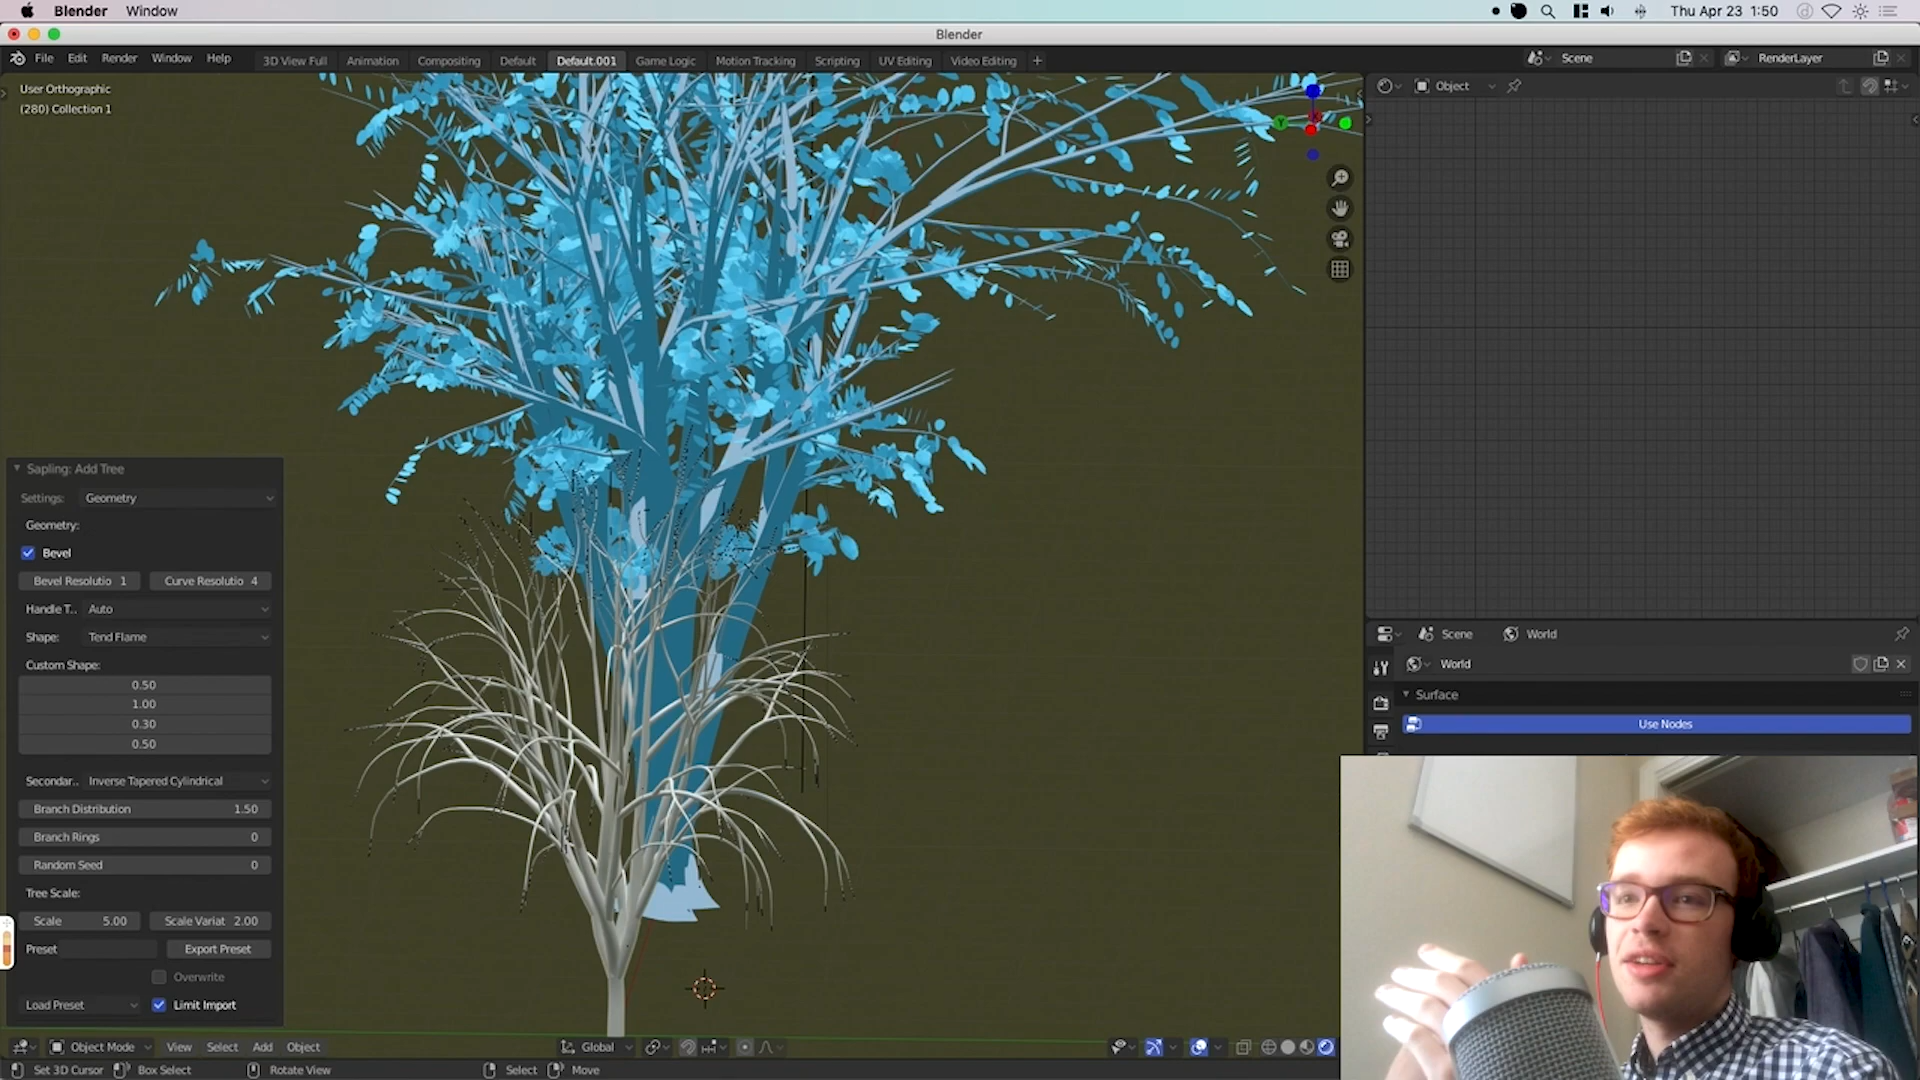 Blender Window Thu Apr 23 1:50
Blender
File Edit Render Window Help 3D View Full Animation Compositing Default Default.001 Game Logic Motion Tracking Scripting UV Editing Video Editing + Scene RenderLayer
User Orthographic
(280) Collection 1
Object
Y
Sapling: Add Tree
Settings: Geometry
Geometry:
Bevel
Bevel Resolutio 1 Curve Resolutio 4
Handle T.. Auto
Shape: Tend Flame
Custom Shape:
0.50
1.00
0.30
0.50
Secondar.. Inverse Tapered Cylindrical
Branch Distribution 1.50
Branch Rings 0
Random Seed 0
Tree Scale:
Scale 5.00 Scale Variat 2.00
Preset Export Preset
Overwrite
Load Preset Limit Import
Scene World
World
Surface
Use Nodes
Object Mode View Select Add Object Global
Set 3D Cursor Box Select Rotate View Select Move